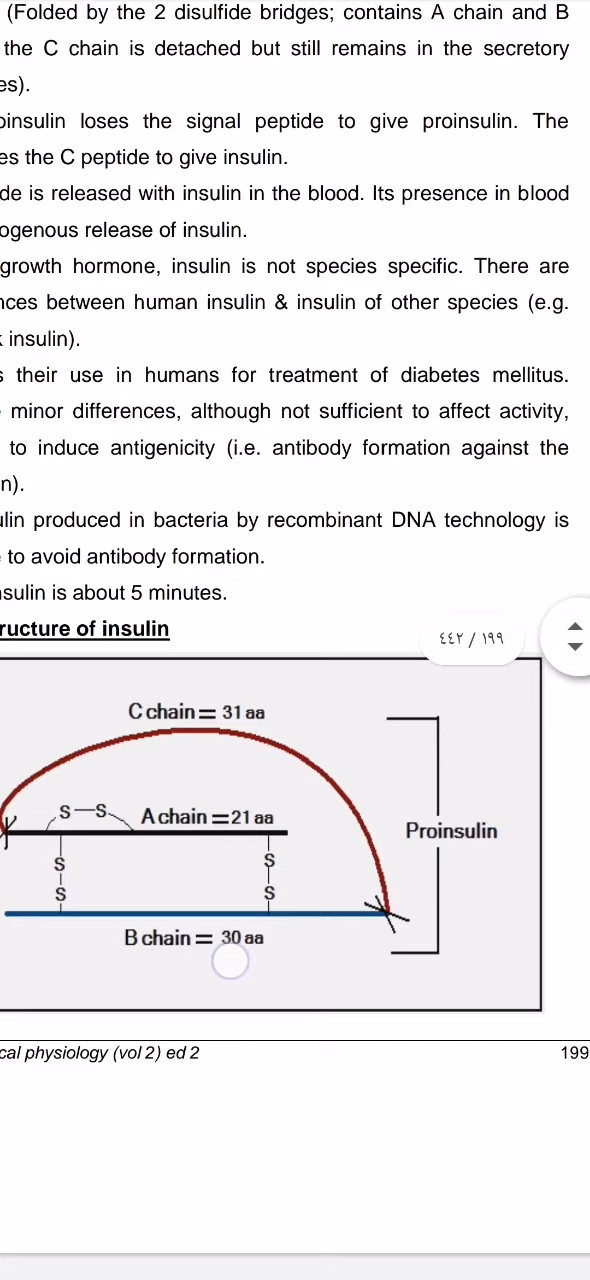 (Folded by the 2 disulfide bridges; contains A chain and B
the C chain is detached but still remains in the secretory
es).
oinsulin loses the signal peptide to give proinsulin. The
es the C peptide to give insulin.
de is released with insulin in the blood. Its presence in blood
ogenous release of insulin.
growth hormone, insulin is not species specific. There are
nces between human insulin & insulin of other species (e.g.
insulin).
s their use in humans for treatment of diabetes mellitus.
minor differences, although not sufficient to affect activity,
to induce antigenicity (i.e. antibody formation against the
n).
ulin produced in bacteria by recombinant DNA technology is
to avoid antibody formation.
nsulin is about 5 minutes.
ructure of insulin
٤٤٢ / ١٩٩
C chain = 31 aa
S—S
A chain =21 aa
Proinsulin
S S
S S
B chain = 30 aa
cal physiology (vol 2) ed 2
199